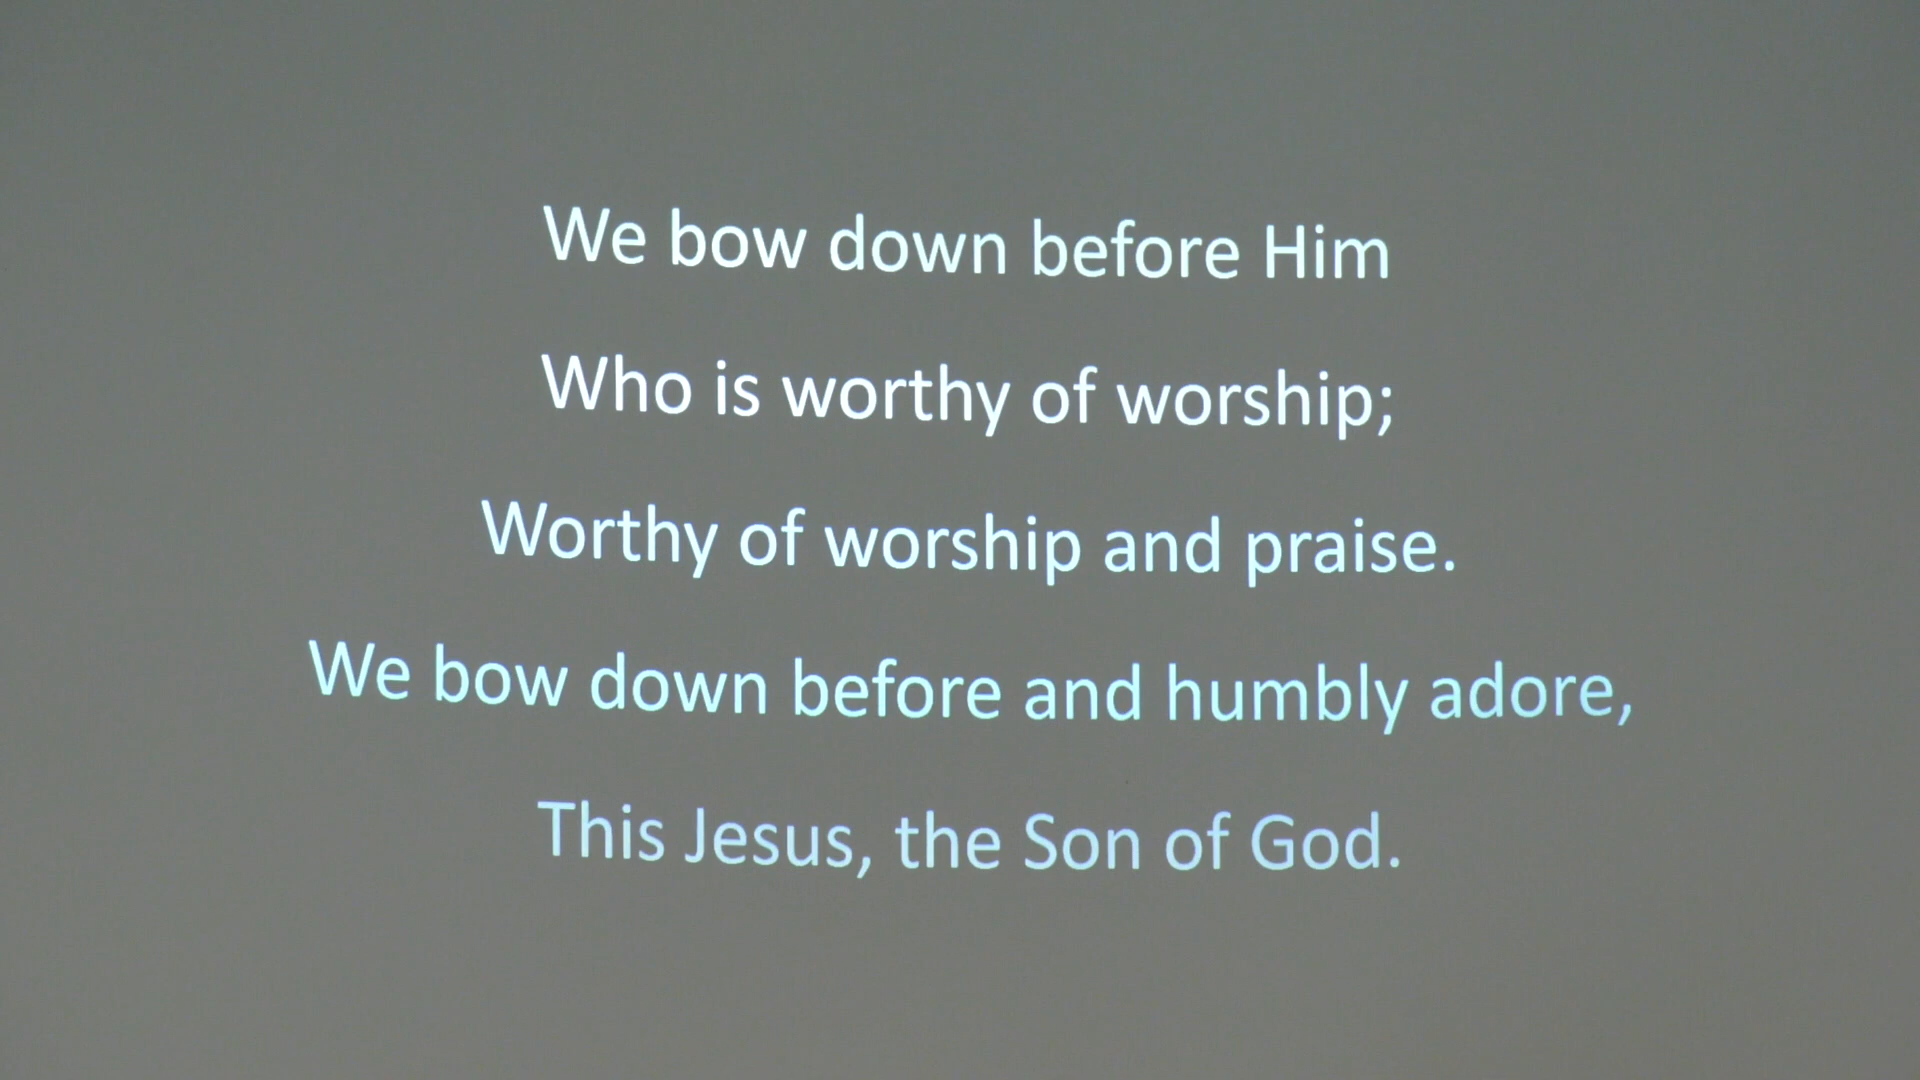 We bow down before Him
Who is worthy of worship;
Worthy of worship and praise.
We bow down before and humbly adore,
This Jesus, the Son of God.